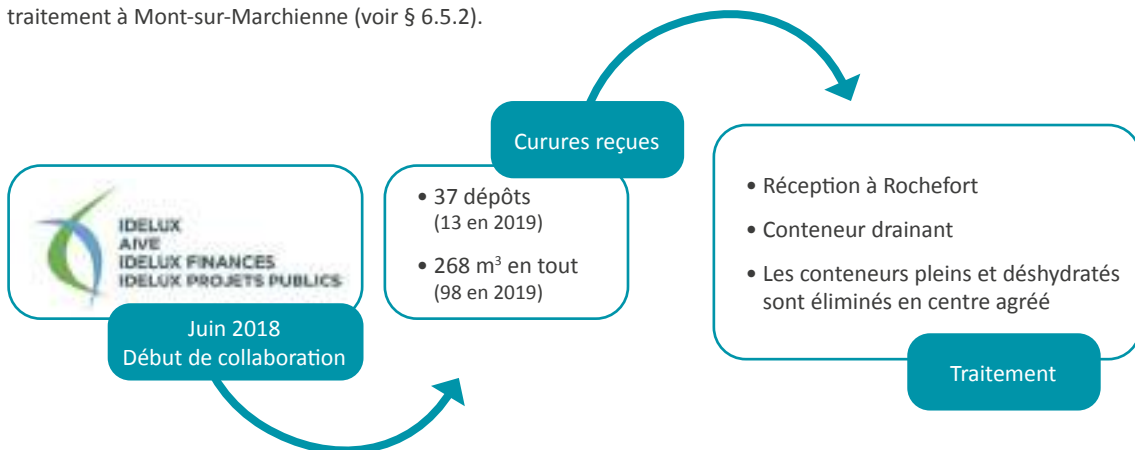 traitement à Mont-sur-Marchienne (voir § 6.5.2).
IDELUX
AIVE
IDELUX FINANCES
IDELUX PROJETS PUBLICS
Juin 2018
Début de collaboration
Curures reçues
• 37 dépôts
(13 en 2019)
• 268 m³ en tout
(98 en 2019)
• Réception à Rochefort
• Conteneur drainant
• Les conteneurs pleins et déshydratés
sont éliminés en centre agréé
Traitement